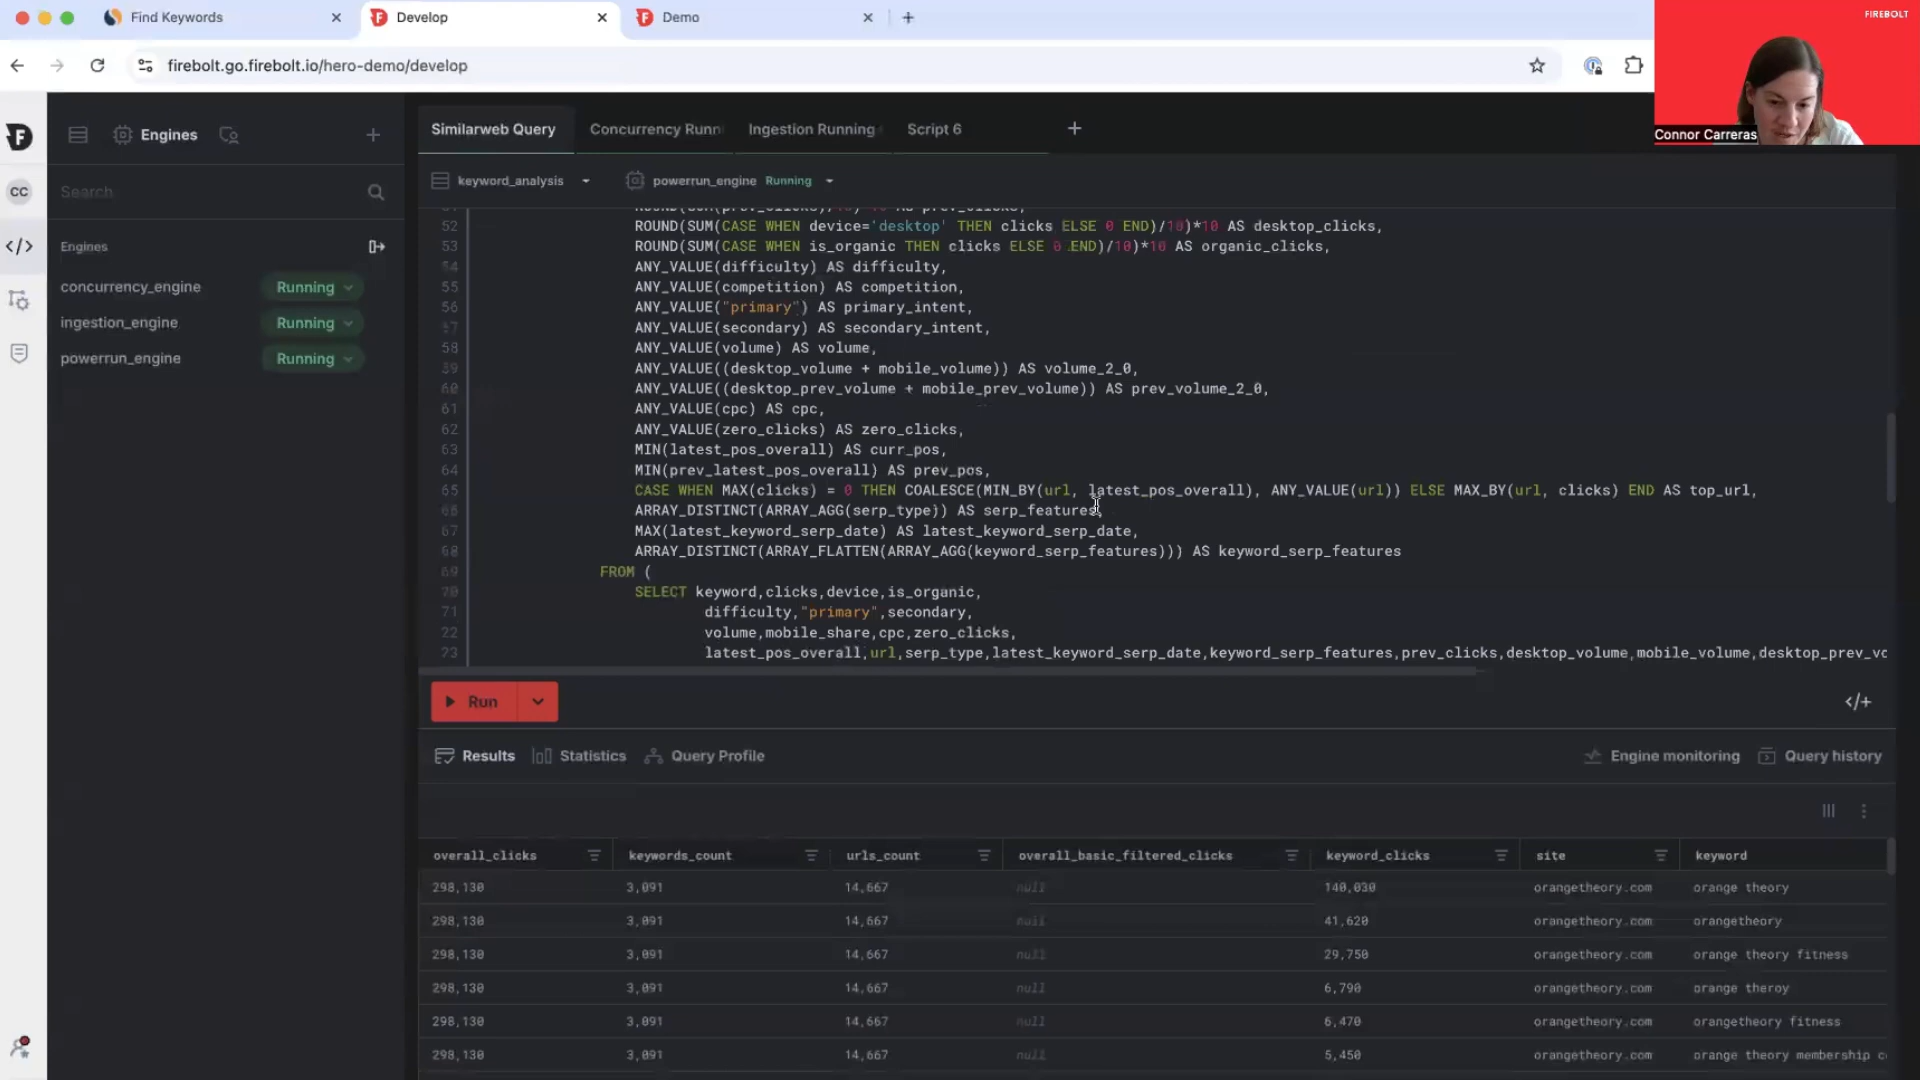 Find Keywords
Develop
Demo
firebolt.go.firebolt.io/hero-demo/develop
FIREBOLT
Connor Carreras
Engines
Search
CC
Engines
concurrency_engine Running
ingestion_engine Running
powerrun_engine Running
Similarweb Query
Concurrency Runn
Ingestion Running
Script 6
keyword_analysis
powerrun_engine Running
52 ROUND(SUM(CASE WHEN device='desktop' THEN clicks ELSE 0 END)/10)*10 AS desktop_clicks,
53 ROUND(SUM(CASE WHEN is_organic THEN clicks ELSE 0 END)/10)*10 AS organic_clicks,
54 ANY_VALUE(difficulty) AS difficulty,
55 ANY_VALUE(competition) AS competition,
56 ANY_VALUE("primary") AS primary_intent,
57 ANY_VALUE(secondary) AS secondary_intent,
58 ANY_VALUE(volume) AS volume,
59 ANY_VALUE((desktop_volume + mobile_volume)) AS volume_2_0,
60 ANY_VALUE((desktop_prev_volume + mobile_prev_volume)) AS prev_volume_2_0,
61 ANY_VALUE(cpc) AS cpc,
62 ANY_VALUE(zero_clicks) AS zero_clicks,
63 MIN(latest_pos_overall) AS curr_pos,
64 MIN(prev_latest_pos_overall) AS prev_pos,
65 CASE WHEN MAX(clicks) = 0 THEN COALESCE(MIN_BY(url, latest_pos_overall), ANY_VALUE(url)) ELSE MAX_BY(url, clicks) END AS top_url,
66 ARRAY_DISTINCT(ARRAY_AGG(serp_type)) AS serp_features,
67 MAX(latest_keyword_serp_date) AS latest_keyword_serp_date,
68 ARRAY_DISTINCT(ARRAY_FLATTEN(ARRAY_AGG(keyword_serp_features))) AS keyword_serp_features
69 FROM (
70 SELECT keyword,clicks,device,is_organic,
71 difficulty,"primary",secondary,
22 volume,mobile_share,cpc,zero_clicks,
73 latest_pos_overall,url,serp_type,latest_keyword_serp_date,keyword_serp_features,prev_clicks,desktop_volume,mobile_volume,desktop_prev_vo
Run
Results
Statistics
Query Profile
Engine monitoring
Query history
overall_clicks keywords_count urls_count overall_basic_filtered_clicks keyword_clicks site keyword
298,130 3,091 14,667 null 140,030 orangetheory.com orange theory
298,130 3,091 14,667 null 41,620 orangetheory.com orangetheory
298,130 3,091 14,667 null 29,750 orangetheory.com orange theory fitness
298,130 3,091 14,667 null 6,790 orangetheory.com orange theroy
298,130 3,091 14,667 null 6,470 orangetheory.com orangetheory fitness
298,130 3,091 14,667 null 5,450 orangetheory.com orange theory membership c